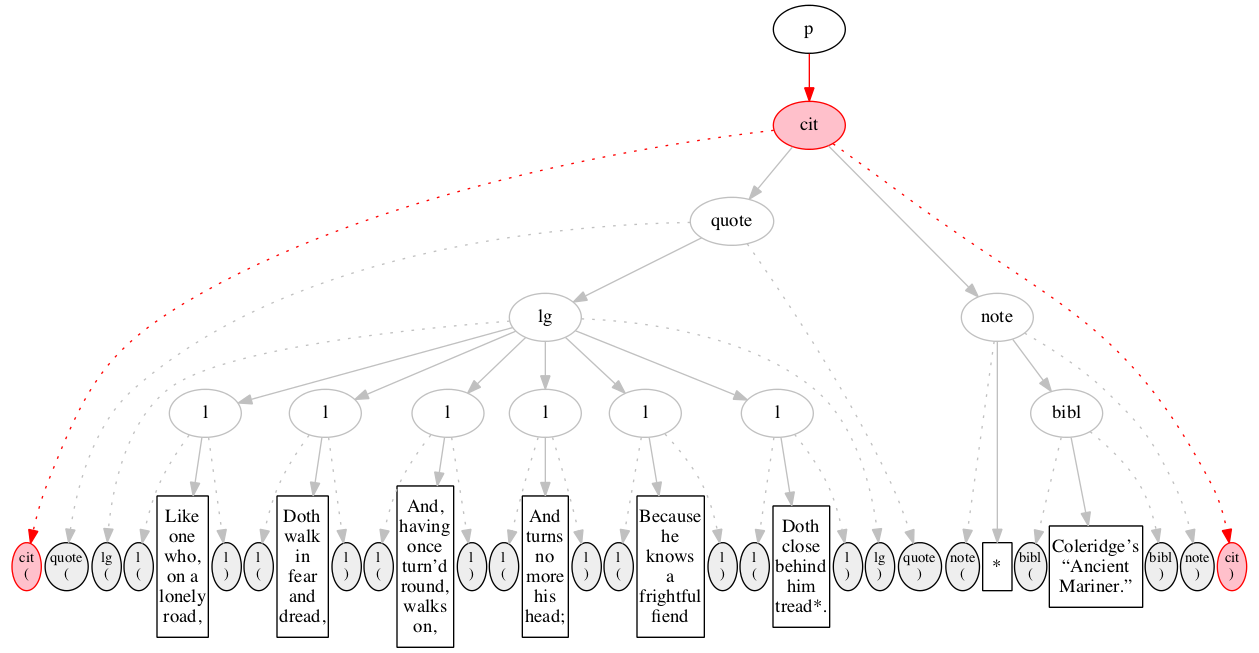 p
cit
quote
lg
note
l
l
l
l
l
l
bibl
cit
(
quote
(
lg
(
l
(
Like
one
who,
on a
lonely
road,
l
)
l
(
Doth
walk
in
fear
and
dread,
l
)
l
(
And,
having
once
turn’d
round,
walks
on,
l
)
l
(
And
turns
no
more
his
head;
l
)
l
(
Because
he
knows
a
frightful
fiend
l
)
l
(
Doth
close
behind
him
tread*.
l
)
lg
)
quote
)
note
(
*
bibl
(
Coleridge’s
“Ancient
Mariner.”
bibl
)
note
)
cit
)